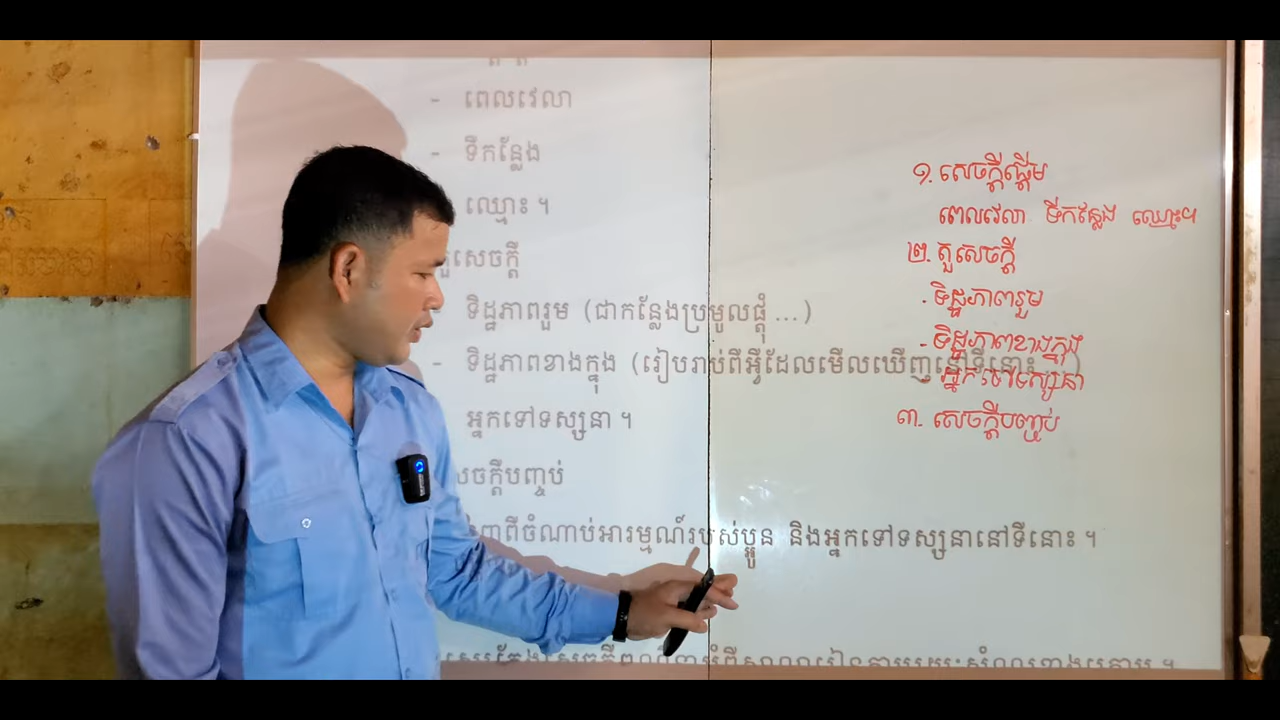 - ពេលវេលា
- ទីកន្លែង
ឈ្មោះ ។
សេចក្តី
ទិដ្ឋភាពរួម (ជាកន្លែងប្រមូលផ្តុំ ...)
- ទិដ្ឋភាពខាងក្នុង (រៀបរាប់ពីអ្វីដែលមើលឃើញនៅទីនោះ ...)
អ្នកទៅទស្សនា ។
សេចក្តីបញ្ចប់
ពីចំណាប់អារម្មណ៍របស់ប្អូន និងអ្នកទៅទស្សនានៅទីនោះ ។
១. សេចក្តីផ្តើម
ពេលវេលា ទីកន្លែង ឈ្មោះ។
២. តួសេចក្តី
- ទិដ្ឋភាពរួម
- ទិដ្ឋភាពខាងក្នុង
អ្នកទៅទស្សនា
៣. សេចក្តីបញ្ចប់